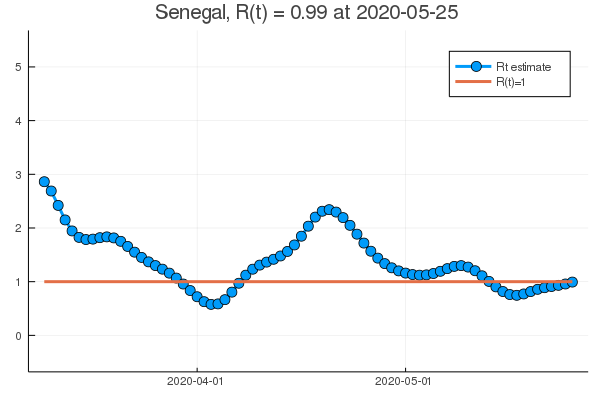 Senegal, R(t) = 0.99 at 2020-05-25
5
Rt estimate
R(t)=1
4
3
2
1
0
2020-04-01
2020-05-01